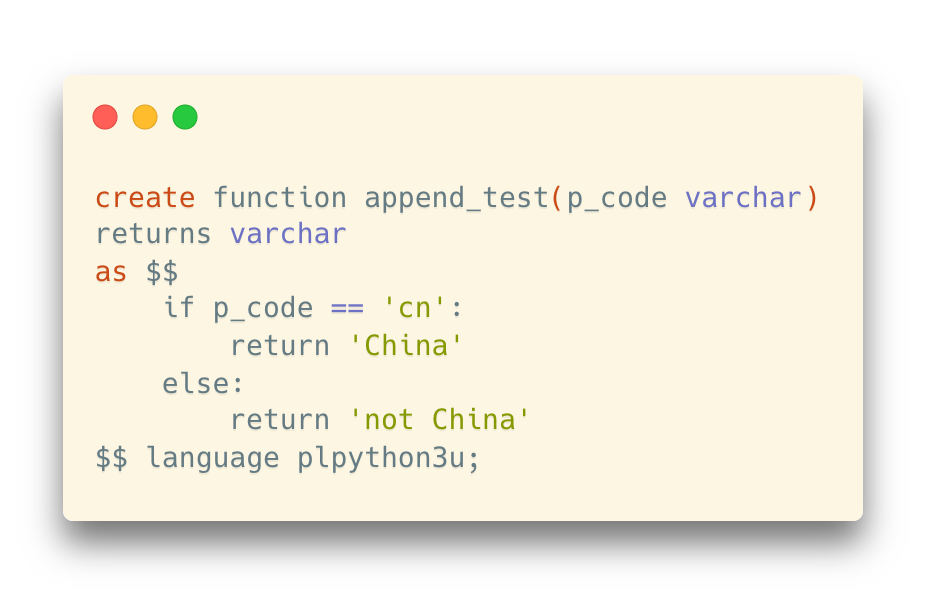 create function append_test(p_code varchar)
returns varchar
as $$
    if p_code == 'cn':
        return 'China'
    else:
        return 'not China'
$$ language plpython3u;